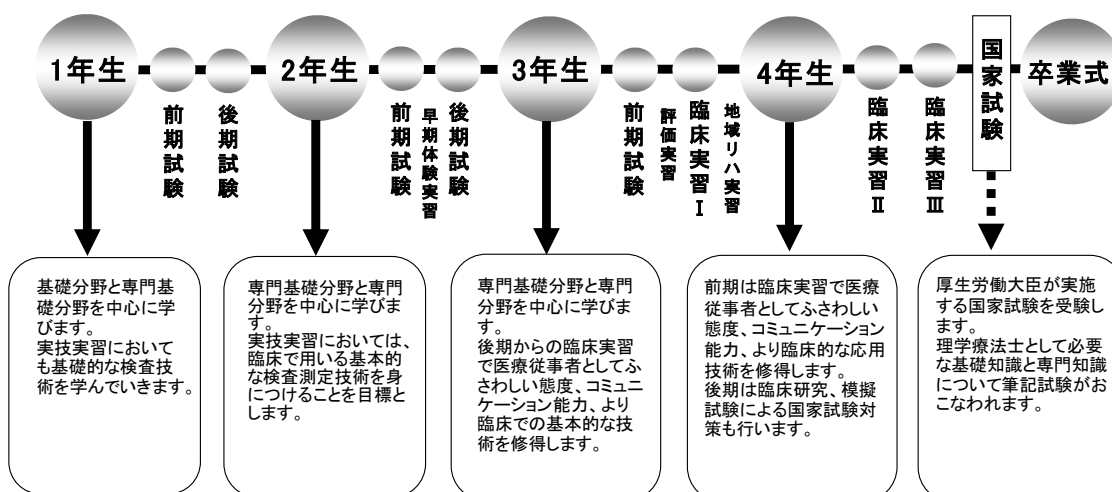 1年生
前期試験
後期試験
2年生
前期試験
早期体験実習
後期試験
3年生
前期試験
評価実習
臨床実習Ⅰ
地域リハ実習
4年生
臨床実習Ⅱ
臨床実習Ⅲ
国家試験
卒業式
基礎分野と専門基
礎分野を中心に学
びます。
実技実習において
も基礎的な検査技
術を学んでいきます。
専門基礎分野と専門
分野を中心に学びま
す。
実技実習においては、
臨床で用いる基本的
な検査測定技術を身
につけることを目標と
します。
専門基礎分野と専門
分野を中心に学びま
す。
後期からの臨床実習
で医療従事者としてふ
さわしい態度、コミュニ
ケーション能力、より
臨床での基本的な技
術を修得します。
前期は臨床実習で医療
従事者としてふさわしい
態度、コミュニケーション
能力、より臨床的な応用
技術を修得します。
後期は臨床研究、模擬
試験による国家試験対
策も行います。
厚生労働大臣が実施
する国家試験を受験し
ます。
理学療法士として必要
な基礎知識と専門知識
について筆記試験がお
こなわれます。